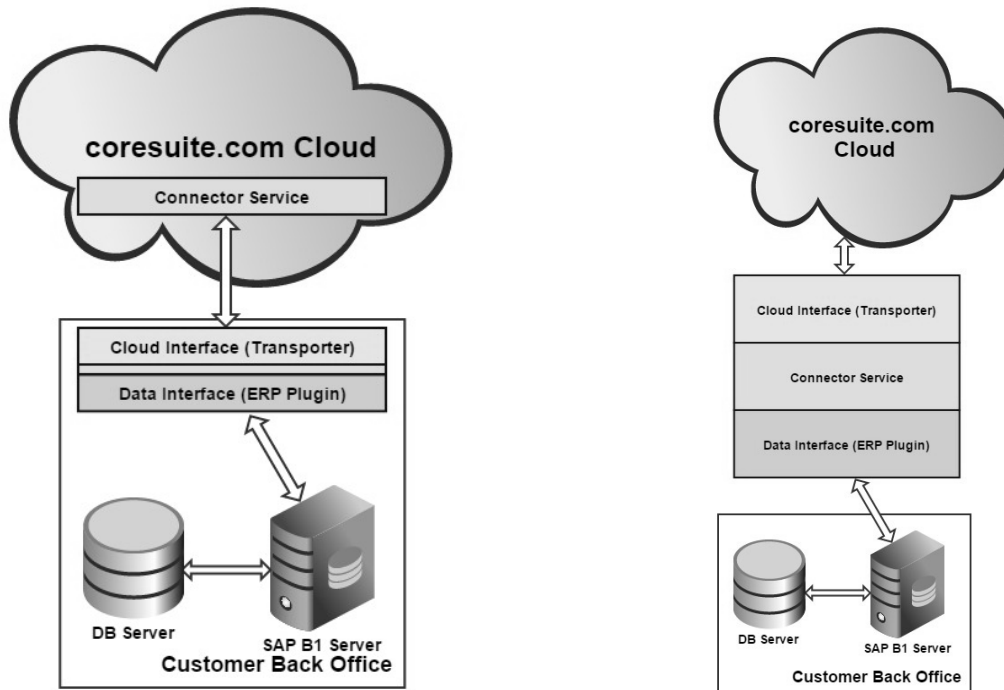 coresuite.com Cloud
Connector Service
Cloud Interface (Transporter)
Data Interface (ERP Plugin)
DB Server
SAP B1 Server
Customer Back Office
coresuite.com
Cloud
Cloud Interface (Transporter)
Connector Service
Data Interface (ERP Plugin)
DB Server
SAP B1 Server
Customer Back Office